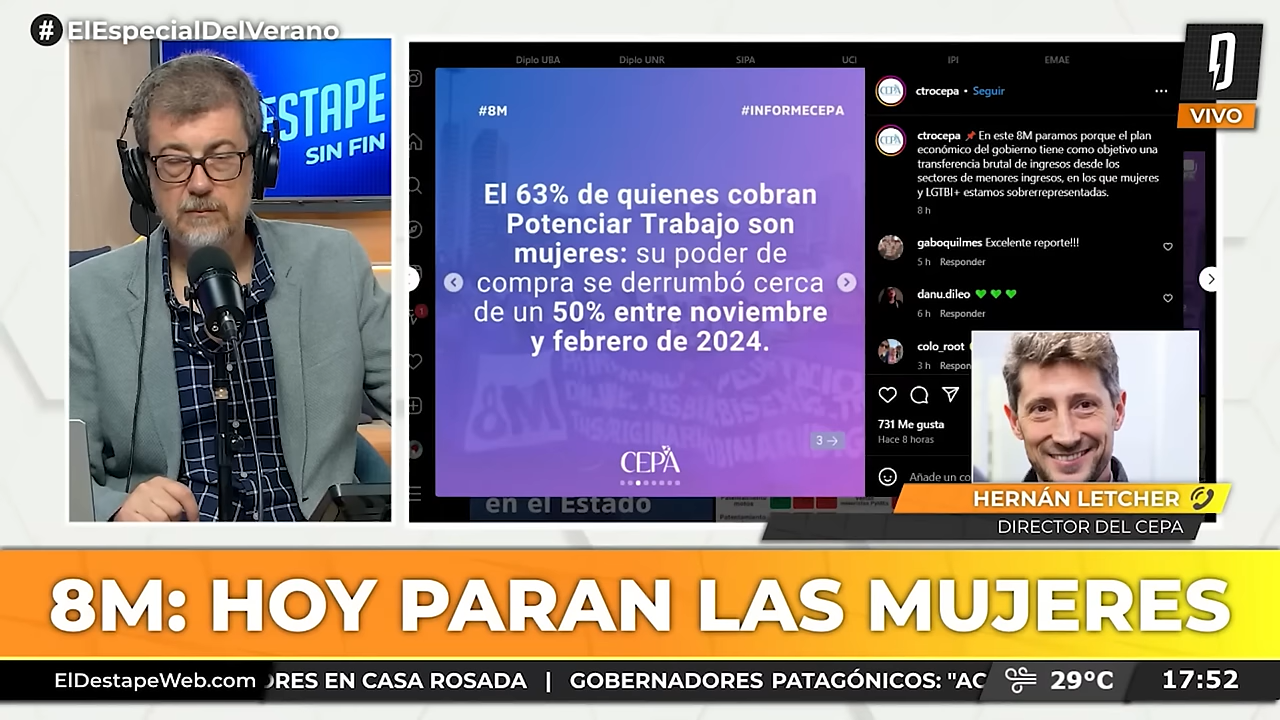 # ElEspecialDelVerano
DESTAPE
SIN FIN
Diplo UBA Diplo UNR SIPA UCI IPI EMAE
#8M #INFORMECEPA
El 63% de quienes cobran
Potenciar Trabajo son
mujeres: su poder de
compra se derrumbó cerca
de un 50% entre noviembre
y febrero de 2024.
3 →
CEPA
en el Estado
ctrocepa • Seguir
ctrocepa 📌 En este 8M paramos porque el plan
económico del gobierno tiene como objetivo una
transferencia brutal de ingresos desde los
sectores de menores ingresos, en los que mujeres
y LGTBI+ estamos sobrerrepresentadas.
8 h
gaboquilmes Excelente reporte!!!
5 h Responder
danu.dileo 💚💚💚
6 h Responder
colo_root
3 h Respon
731 Me gusta
Hace 8 horas
Añade un co
VIVO
HERNÁN LETCHER
DIRECTOR DEL CEPA
8M: HOY PARAN LAS MUJERES
ElDestapeWeb.com ORES EN CASA ROSADA | GOBERNADORES PATAGÓNICOS: "AC 29°C 17:52